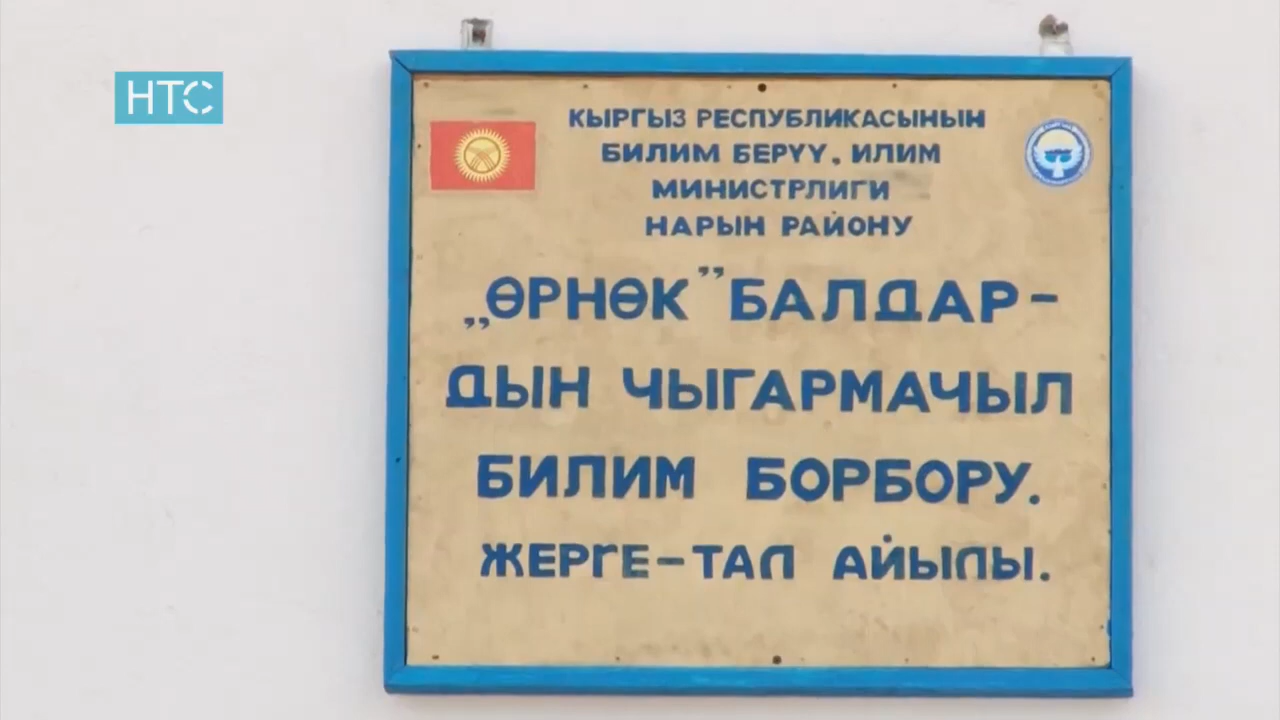 НТС
КЫРГЫЗ РЕСПУБЛИКАСЫНЫН
БИЛИМ БЕРҮҮ, ИЛИМ
МИНИСТРЛИГИ
НАРЫН РАЙОНУ
„ӨРНӨК” БАЛДАР-
ДЫН ЧЫГАРМАЧЫЛ
БИЛИМ БОРБОРУ.
ЖЕРГЕ-ТАЛ АЙЫЛЫ.